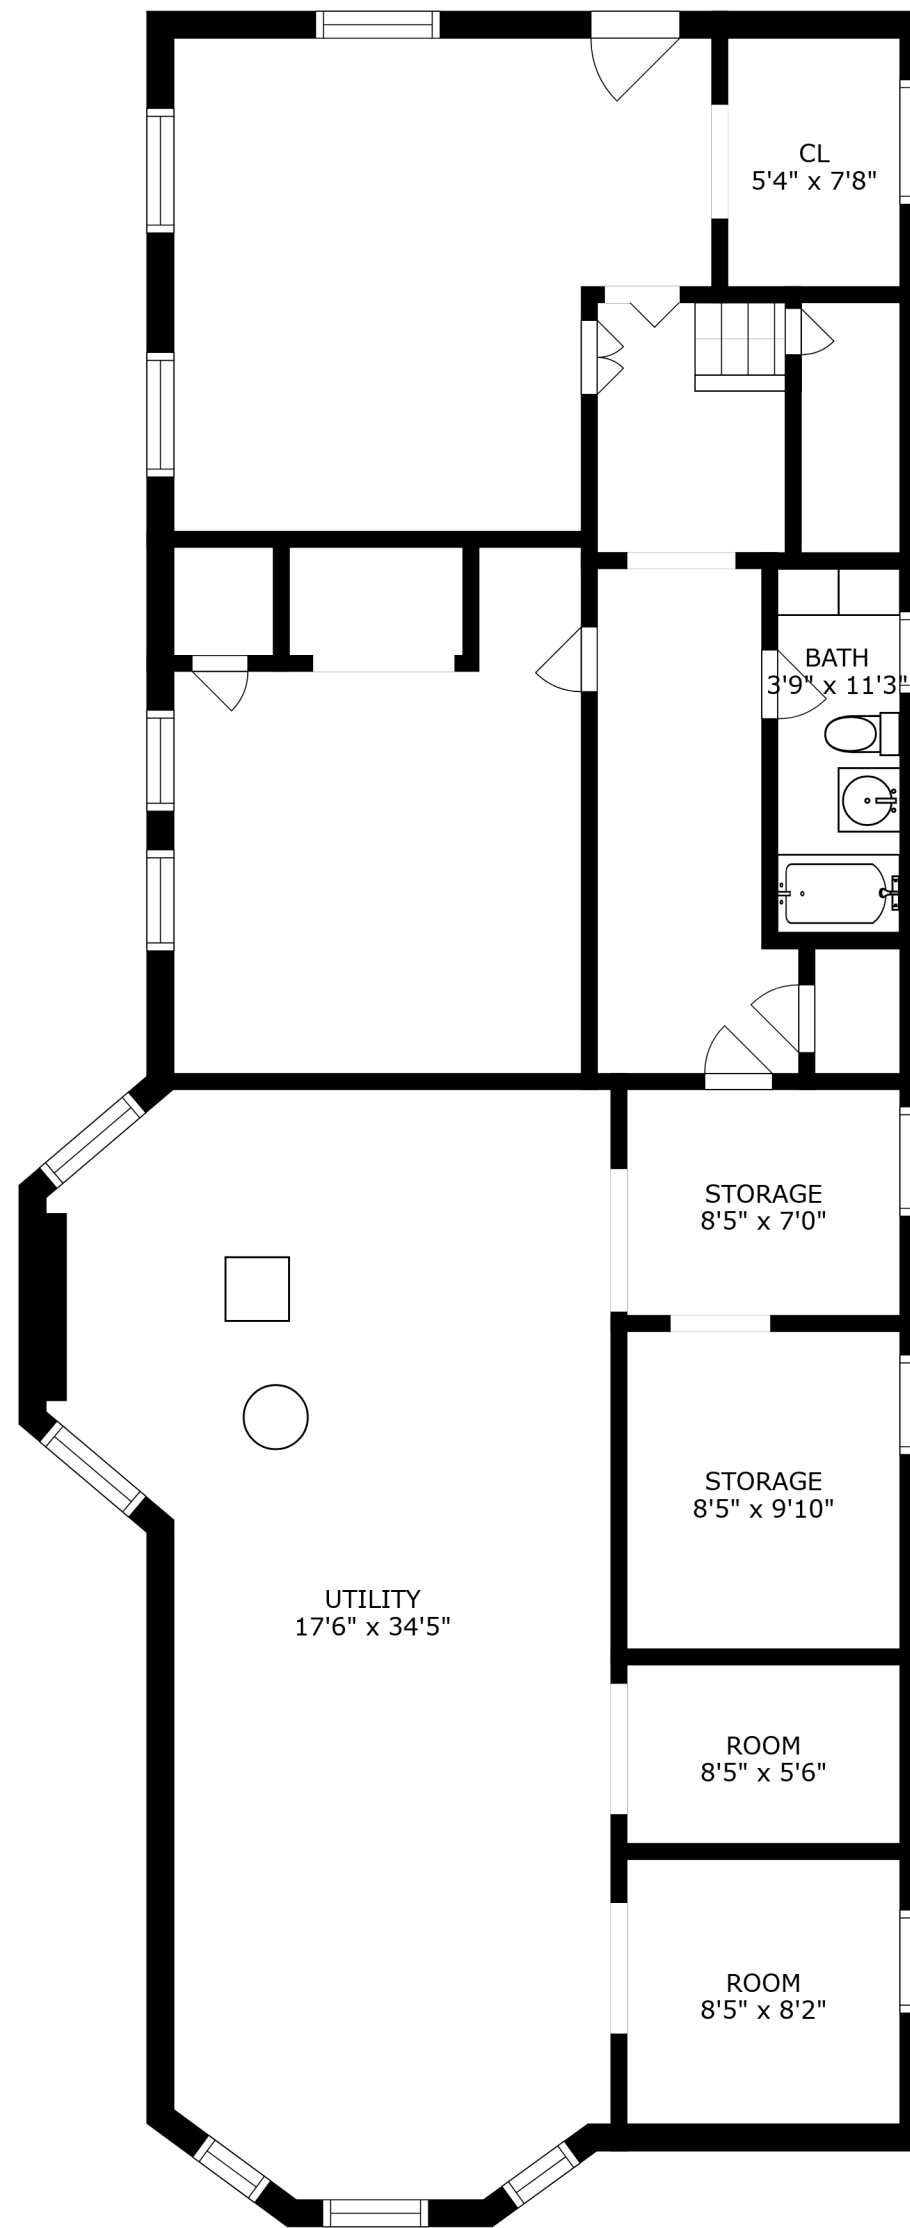 CL
5'4" x 7'8"
BATH
3'9" x 11'3"
STORAGE
8'5" x 7'0"
STORAGE
8'5" x 9'10"
UTILITY
17'6" x 34'5"
ROOM
8'5" x 5'6"
ROOM
8'5" x 8'2"